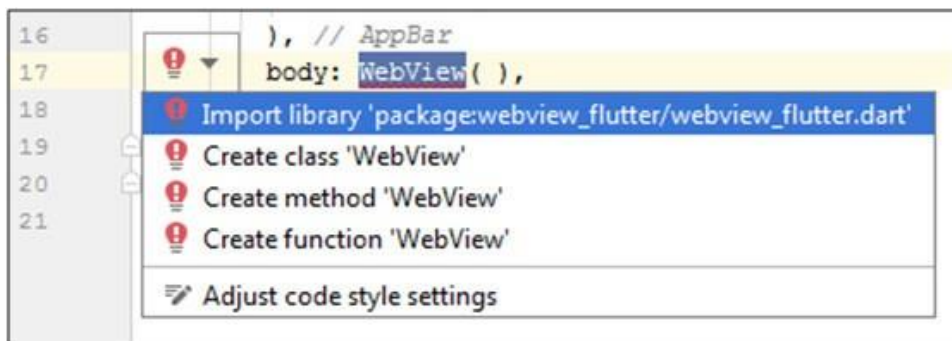 16 ), // AppBar
17 body: WebView( ),
18 Import library 'package:webview_flutter/webview_flutter.dart'
19 Create class 'WebView'
20 Create method 'WebView'
21 Create function 'WebView'
Adjust code style settings